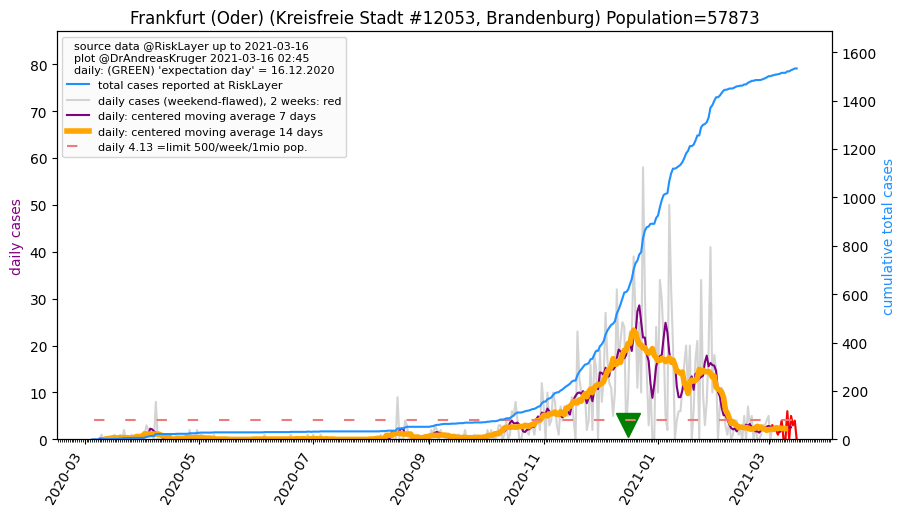 Frankfurt (Oder) (Kreisfreie Stadt #12053, Brandenburg) Population=57873
source data @RiskLayer up to 2021-03-16
plot @DrAndreasKruger 2021-03-16 02:45
daily: (GREEN) 'expectation day' = 16.12.2020
total cases reported at RiskLayer
daily cases (weekend-flawed), 2 weeks: red
daily: centered moving average 7 days
daily: centered moving average 14 days
daily 4.13 =limit 500/week/1mio pop.
daily cases
80
70
60
50
40
30
20
10
0
1600
1400
1200
1000
800
600
400
200
0
cumulative total cases
2020-03
2020-05
2020-07
2020-09
2020-11
2021-01
2021-03